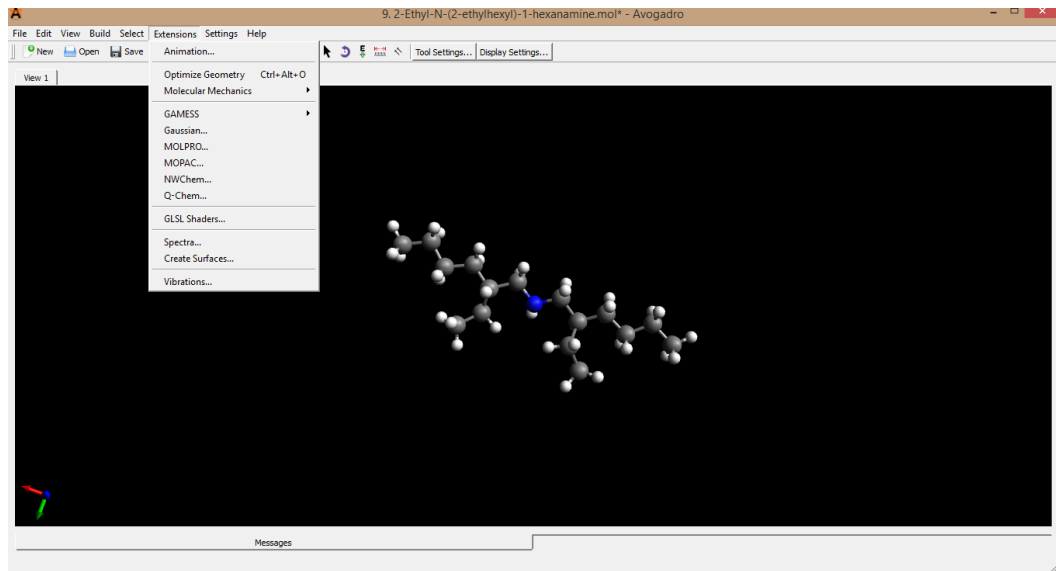 A
9. 2-Ethyl-N-(2-ethylhexyl)-1-hexanamine.mol* - Avogadro
File Edit View Build Select Extensions Settings Help
New Open Save E Tool Settings... Display Settings...
View 1
Animation...
Optimize Geometry Ctrl+Alt+O
Molecular Mechanics
GAMESS
Gaussian...
MOLPRO...
MOPAC...
NWChem...
Q-Chem...
GLSL Shaders...
Spectra...
Create Surfaces...
Vibrations...
Messages